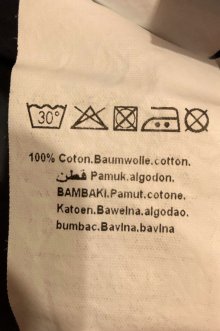 30°
100% Coton.Baumwolle.cotton.
قطن Pamuk.algodon.
BAMBAKI.Pamut.cotone.
Katoen.Bawelna.algodao.
bumbac.Bavlna.bavlna